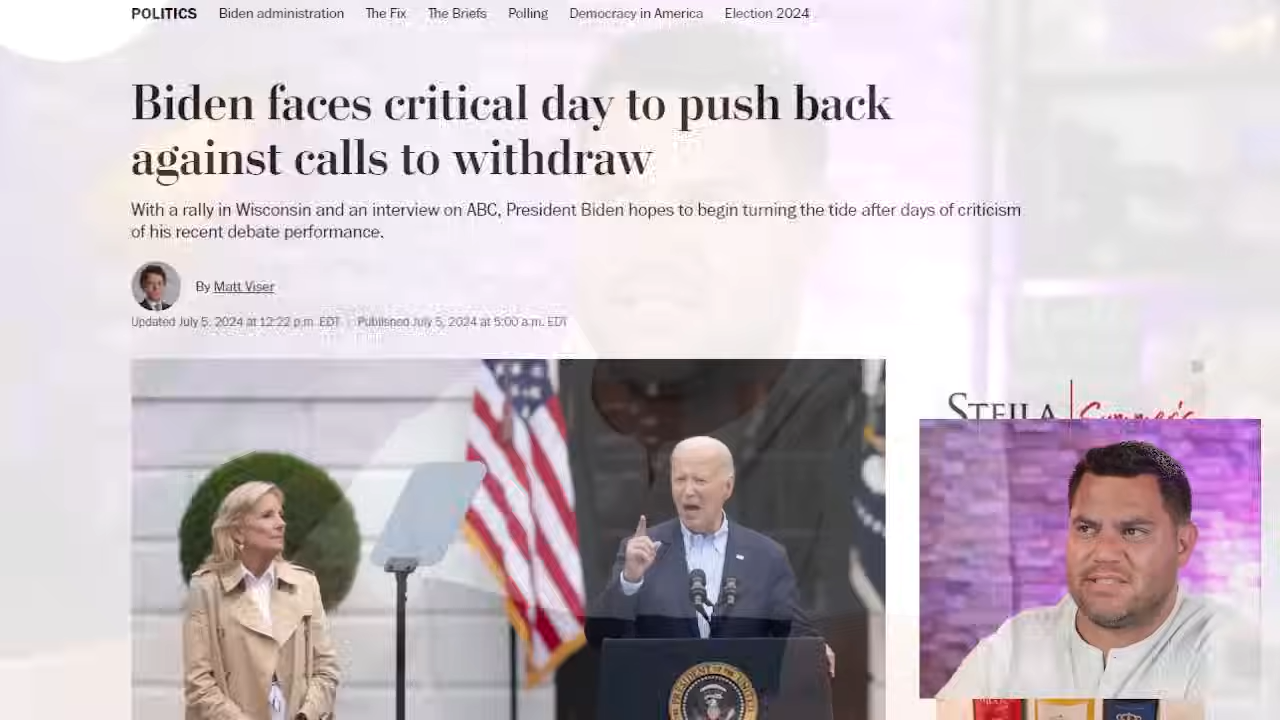 POLITICS Biden administration The Fix The Briefs Polling Democracy in America Election 2024
Biden faces critical day to push back
against calls to withdraw
With a rally in Wisconsin and an interview on ABC, President Biden hopes to begin turning the tide after days of criticism
of his recent debate performance.
By Matt Viser
Updated July 5, 2024 at 12:22 p.m. EDT | Published July 5, 2024 at 5:00 a.m. EDT
STEILA Summer's